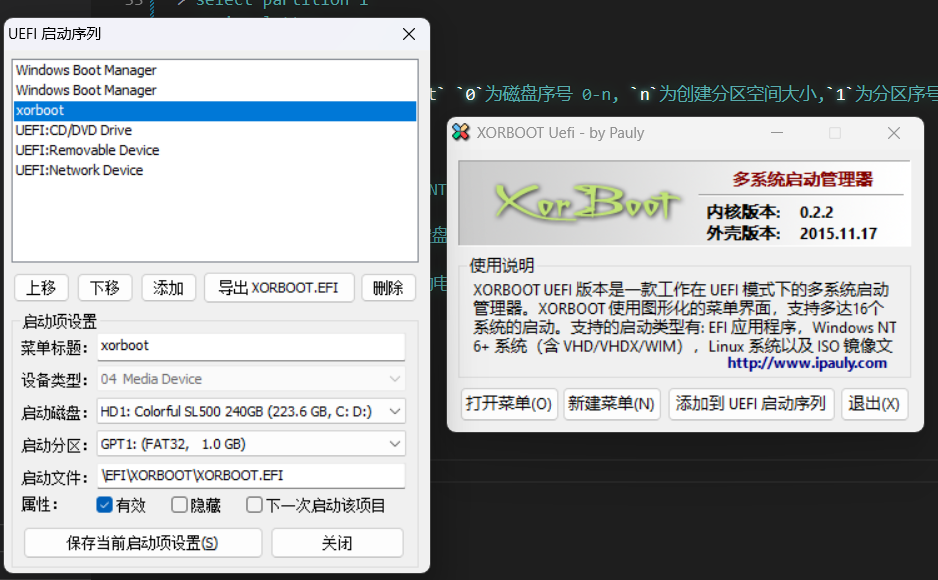 > select partition 1
UEFI 启动序列
Windows Boot Manager
Windows Boot Manager
xorboot
UEFI:CD/DVD Drive
UEFI:Removable Device
UEFI:Network Device
上移 下移 添加 导出 XORBOOT.EFI 删除
启动项设置
菜单标题: xorboot
设备类型: 04 Media Device
启动磁盘: HD1: Colorful SL500 240GB (223.6 GB, C: D:)
启动分区: GPT1: (FAT32, 1.0 GB)
启动文件: \EFI\XORBOOT\XORBOOT.EFI
属性: 有效 隐藏 下一次启动该项目
保存当前启动项设置(S) 关闭
t` `0`为磁盘序号 0-n, `n`为创建分区空间大小,`1`为分区序号
XORBOOT Uefi - by Pauly
XorBoot
多系统启动管理器
内核版本: 0.2.2
外壳版本: 2015.11.17
使用说明
XORBOOT UEFI 版本是一款工作在 UEFI 模式下的多系统启动
管理器。XORBOOT 使用图形化的菜单界面，支持多达16个
系统的启动。支持的启动类型有: EFI 应用程序，Windows NT
6+ 系统（含 VHD/VHDX/WIM），Linux 系统以及 ISO 镜像文
http://www.ipauly.com
打开菜单(O) 新建菜单(N) 添加到 UEFI 启动序列 退出(X)